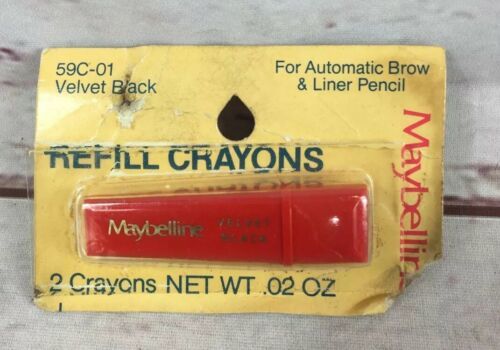 59C-01
Velvet Black
For Automatic Brow
& Liner Pencil
REFILL CRAYONS
Maybelline
Maybelline
VELVET
BLACK
2 Crayons NET WT .02 OZ